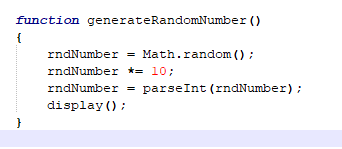 function generateRandomNumber()
{
    rndNumber = Math.random();
    rndNumber *= 10;
    rndNumber = parseInt(rndNumber);
    display();
}